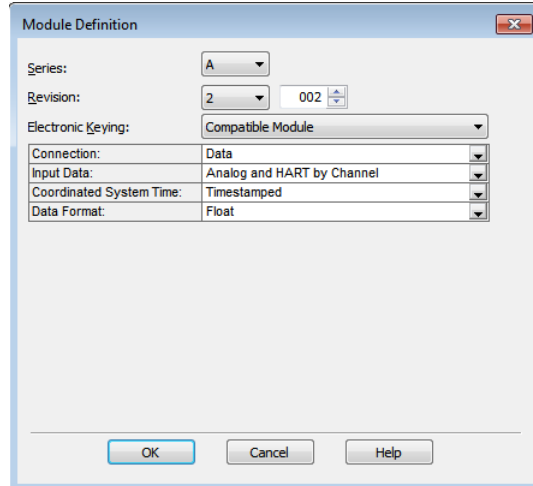 Module Definition
Series: A
Revision: 2 002
Electronic Keying: Compatible Module
Connection: Data
Input Data: Analog and HART by Channel
Coordinated System Time: Timestamped
Data Format: Float
OK Cancel Help